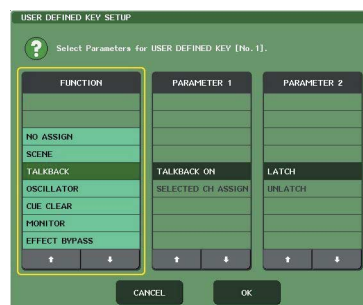 USER DEFINED KEY SETUP
Select Parameters for USER DEFINED KEY [No.1].
FUNCTION
NO ASSIGN
SCENE
TALKBACK
OSCILLATOR
CUE CLEAR
MONITOR
EFFECT BYPASS
PARAMETER 1
TALKBACK ON
SELECTED CH ASSIGN
PARAMETER 2
LATCH
UNLATCH
CANCEL
OK